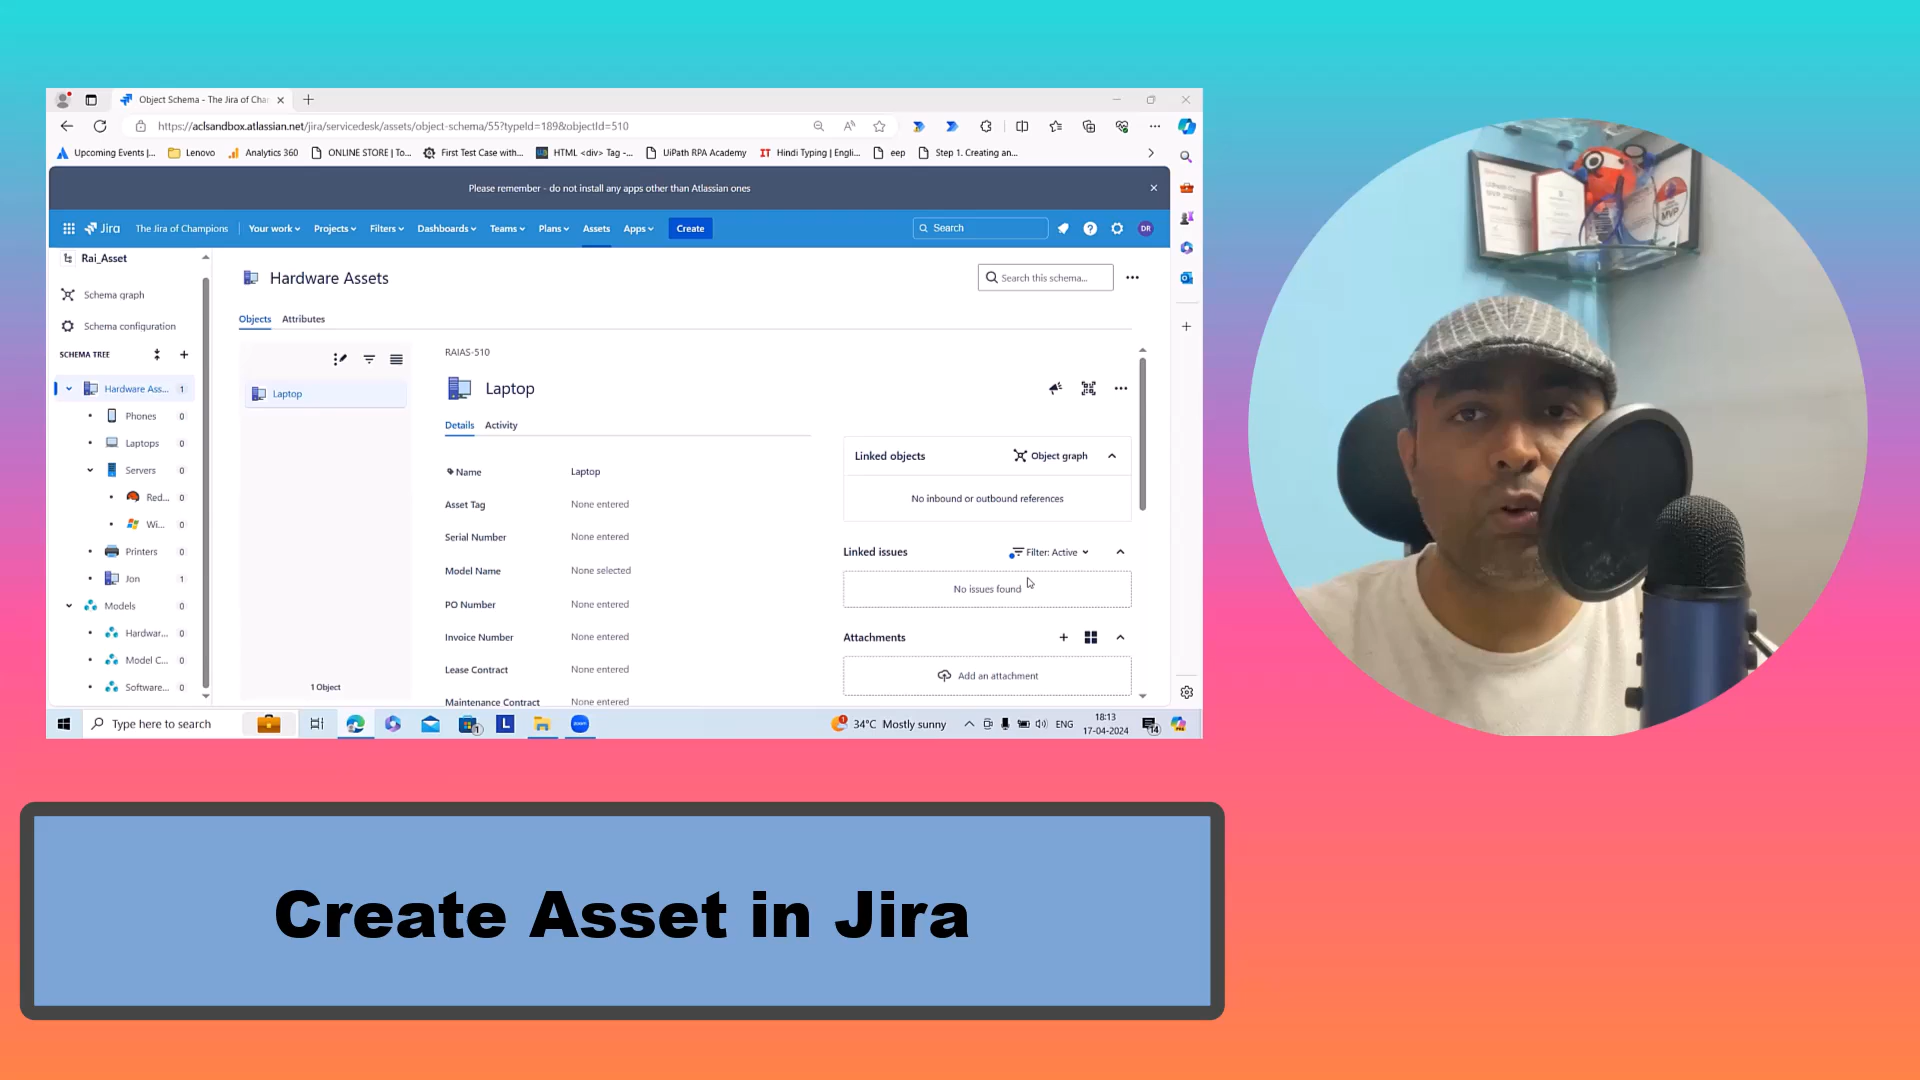 Object Schema - The Jira of Cha
https://aclsandbox.atlassian.net/jira/servicedesk/assets/object-schema/55?typeId=189&objectId=510
Upcoming Events |... Lenovo Analytics 360 ONLINE STORE | To... First Test Case with... HTML <div> Tag -... UiPath RPA Academy IT Hindi Typing | Engli... eep Step 1. Creating an...
Please remember - do not install any apps other than Atlassian ones
Jira The Jira of Champions Your work Projects Filters Dashboards Teams Plans Assets Apps Create Search DR
Rai_Asset
Schema graph
Schema configuration
SCHEMA TREE
Hardware Ass... 1
Phones 0
Laptops 0
Servers 0
Red... 0
Wi... 0
Printers 0
Jon 1
Models 0
Hardwar... 0
Model C... 0
Software... 0
Hardware Assets
Search this schema...
Objects Attributes
Laptop
1 Object
RAIAS-510
Laptop
Details Activity
Name Laptop
Asset Tag None entered
Serial Number None entered
Model Name None selected
PO Number None entered
Invoice Number None entered
Lease Contract None entered
Maintenance Contract None entered
Linked objects Object graph
No inbound or outbound references
Linked issues Filter: Active
No issues found
Attachments
Add an attachment
Type here to search
1
L
1 34°C Mostly sunny
ENG
18:13
17-04-2024
14
MVP
Create Asset in Jira